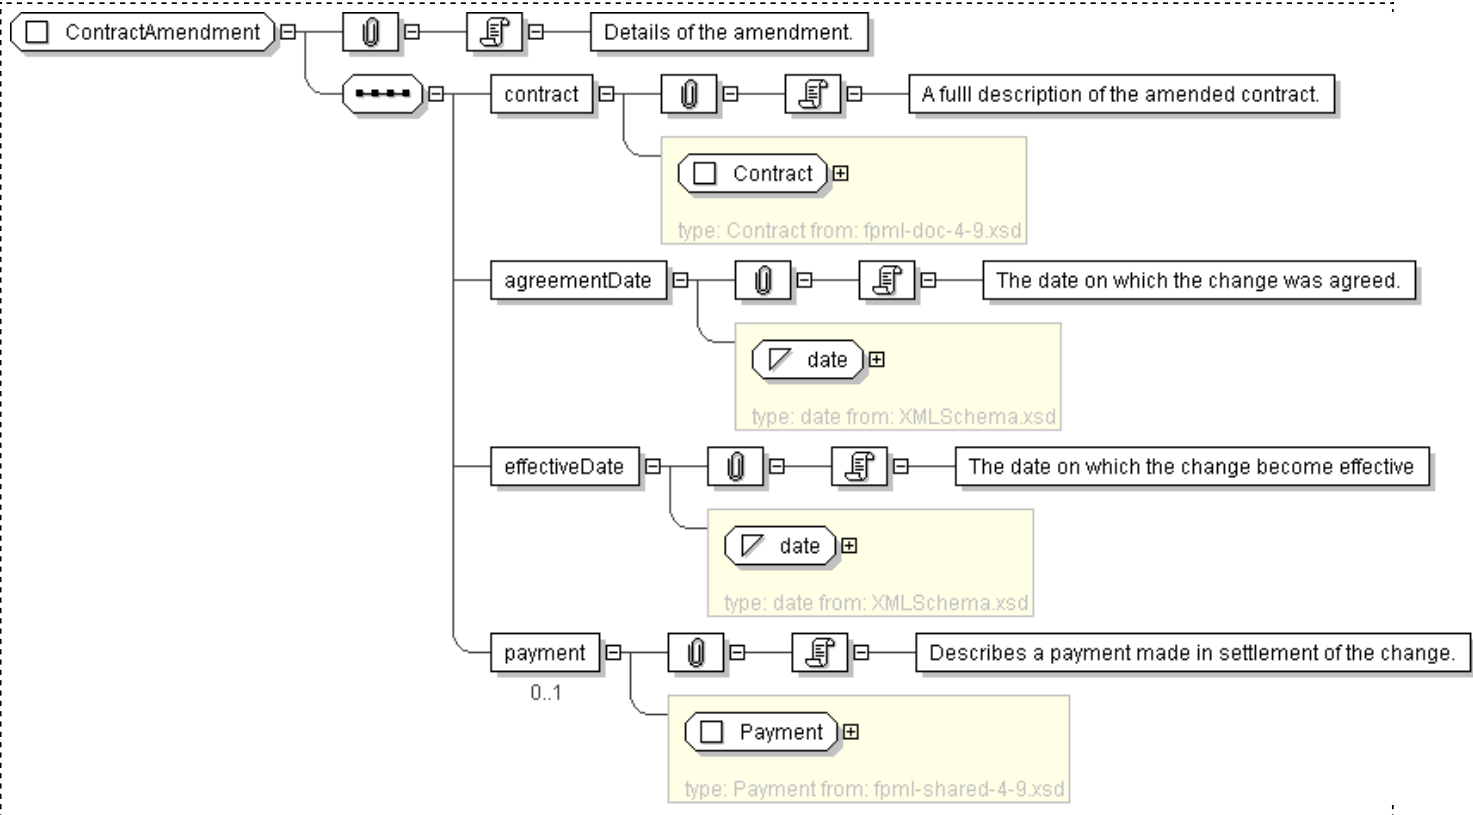 ContractAmendment
Details of the amendment.
contract
A fulll description of the amended contract.
Contract
type: Contract from: fpml-doc-4-9.xsd
agreementDate
The date on which the change was agreed.
date
type: date from: XMLSchema.xsd
effectiveDate
The date on which the change become effective
date
type: date from: XMLSchema.xsd
payment
Describes a payment made in settlement of the change.
0..1
Payment
type: Payment from: fpml-shared-4-9.xsd